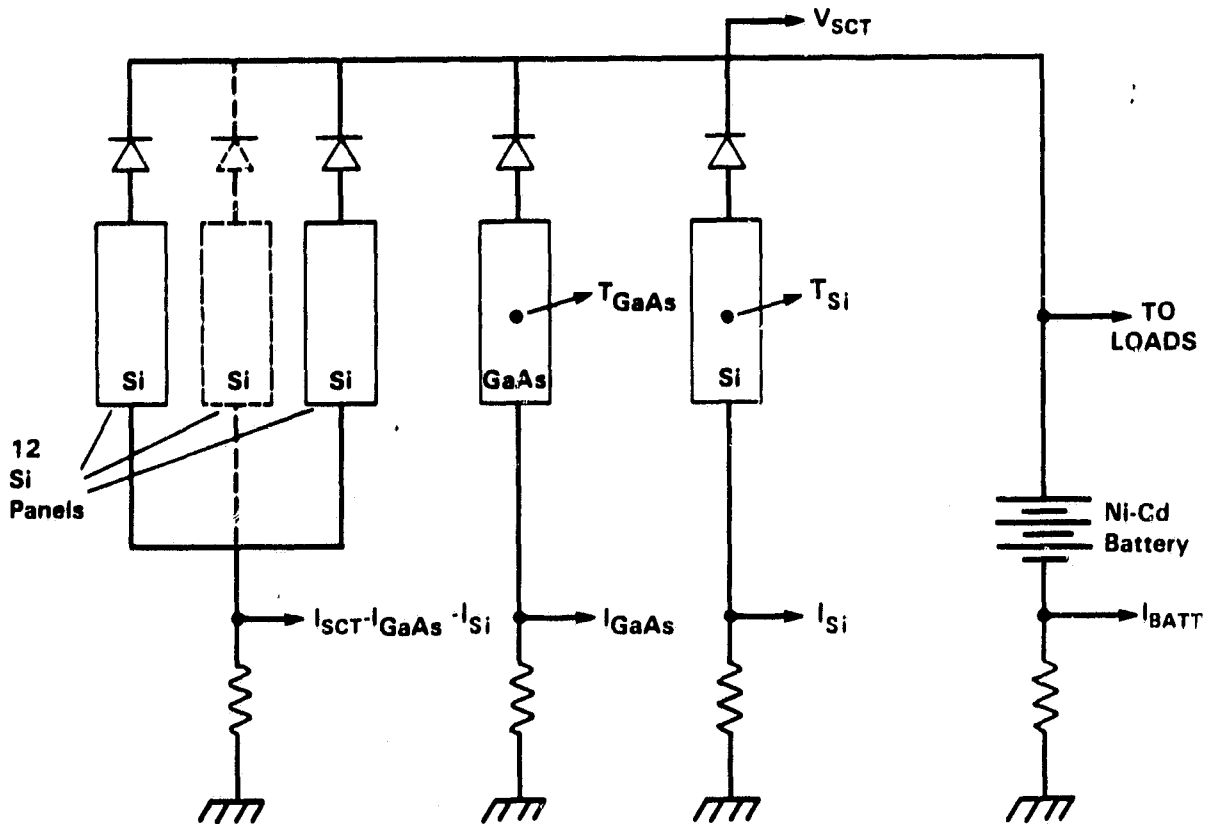 V_SCT
T_GaAs
T_Si
TO
LOADS
Si
Si
Si
GaAs
Si
12
Si
Panels
Ni-Cd
Battery
I_SCT-I_GaAs -I_Si
I_GaAs
I_Si
I_BATT